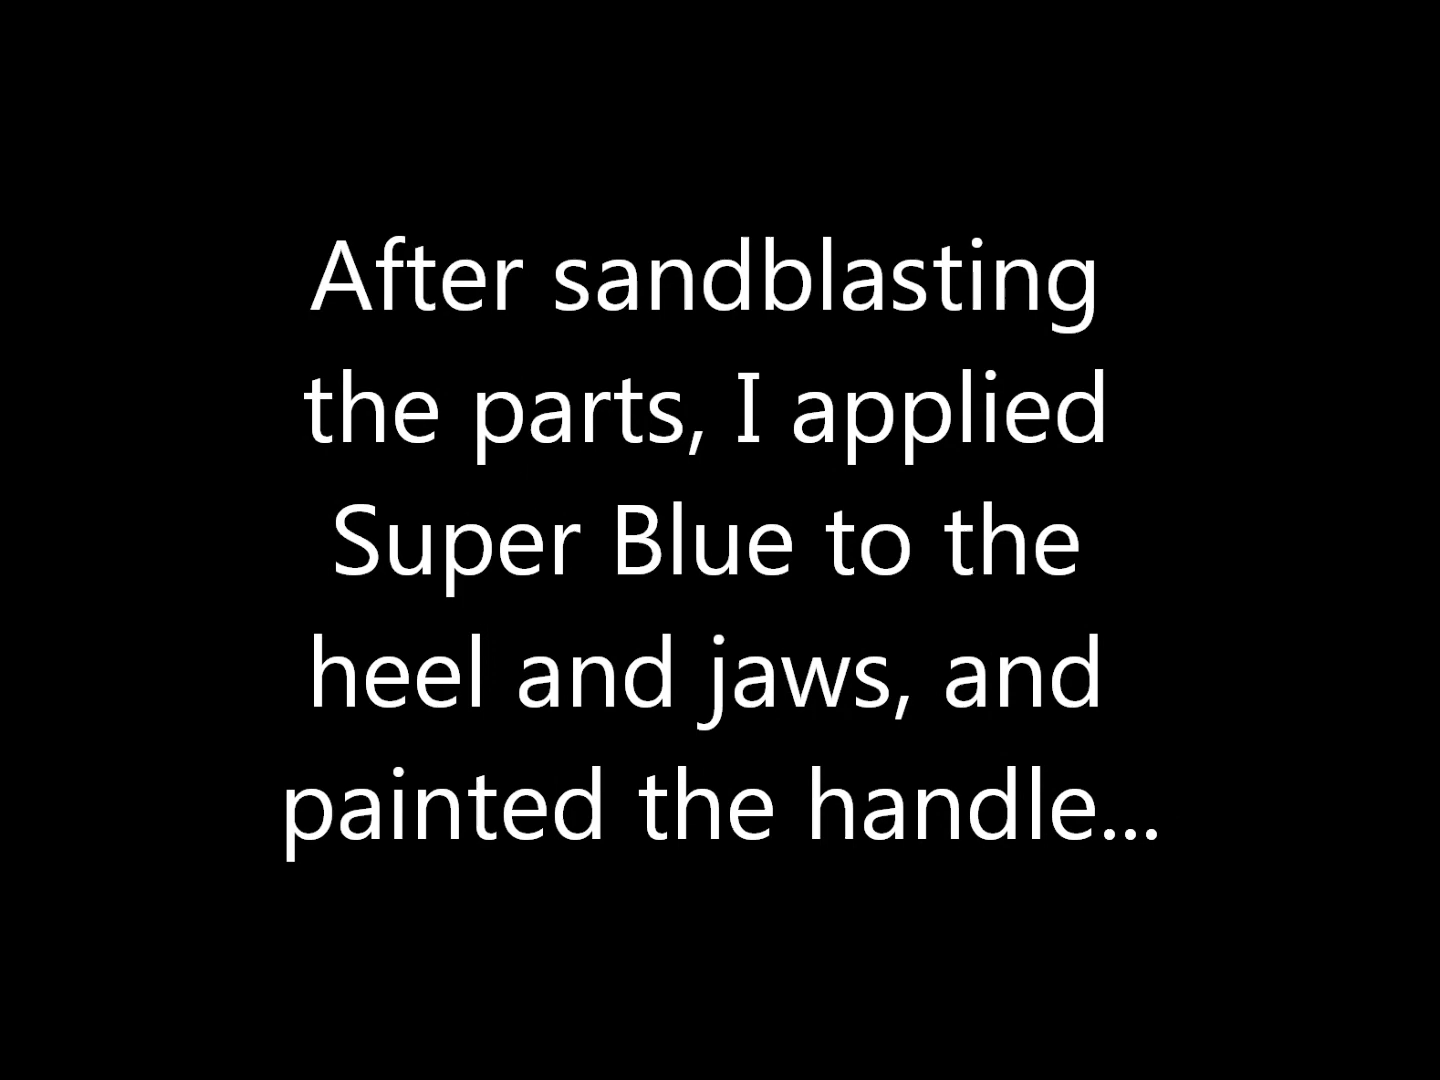 After sandblasting
the parts, I applied
Super Blue to the
heel and jaws, and
painted the handle...